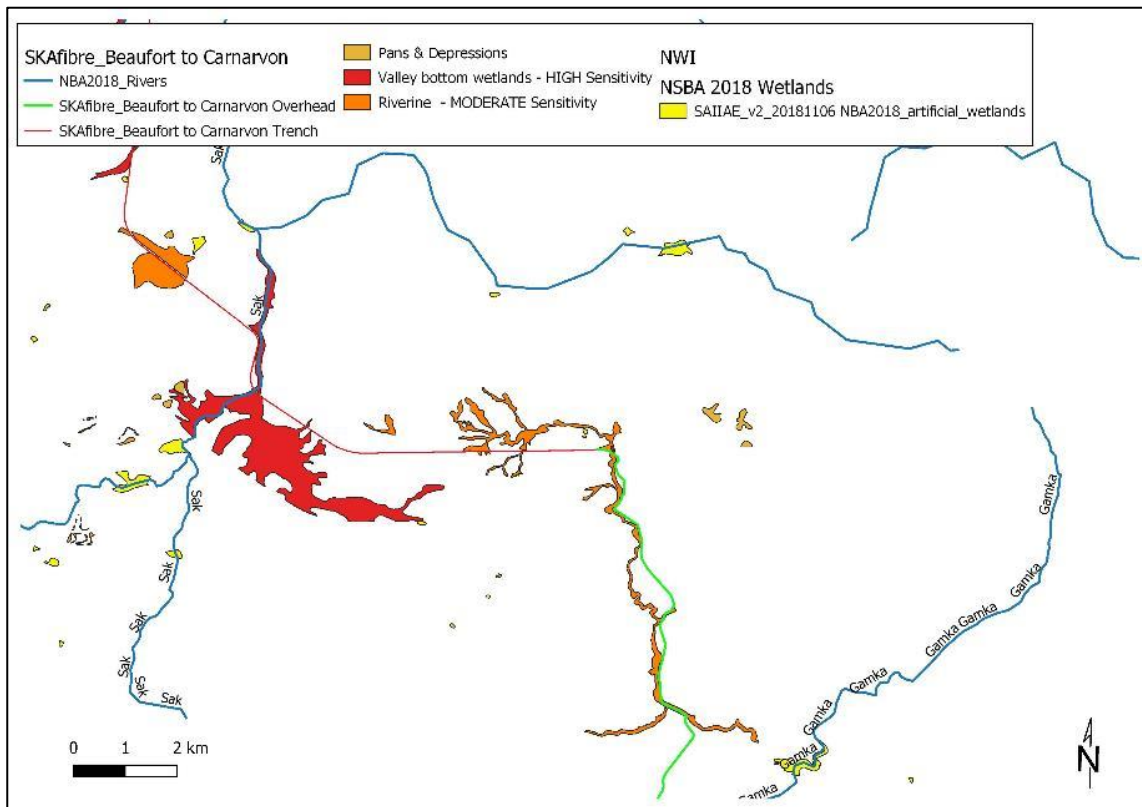 SKAfibre_Beaufort to Carnarvon
NBA2018_Rivers
SKAfibre_Beaufort to Carnarvon Overhead
SKAfibre_Beaufort to Carnarvon Trench
Pans & Depressions
Valley bottom wetlands - HIGH Sensitivity
Riverine - MODERATE Sensitivity
NWI
NSBA 2018 Wetlands
SAIIAE_v2_20181106 NBA2018_artificial_wetlands
Sak
Sak
Sak
Sak
Sak
Sak
Sak
Sak
Gamka
Gamka
Gamka
Gamka
Gamka
Gamka
Gamka
Gamka
0 1 2 km
N